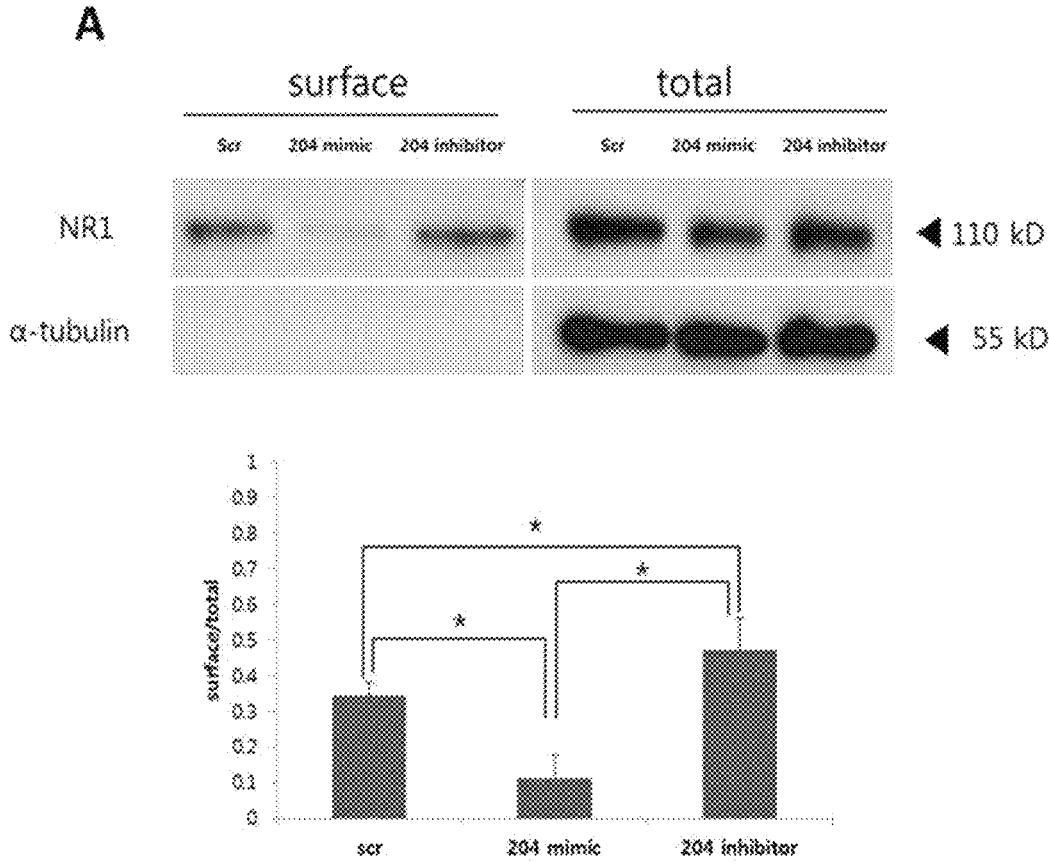 A
surface total
Scr 204 mimic 204 inhibitor Scr 204 mimic 204 inhibitor
NR1 110 kD
α-tubulin 55 kD
surface/total
1
0.9
0.8
0.7
0.6
0.5
0.4
0.3
0.2
0.1
0
*
*
*
scr 204 mimic 204 inhibitor